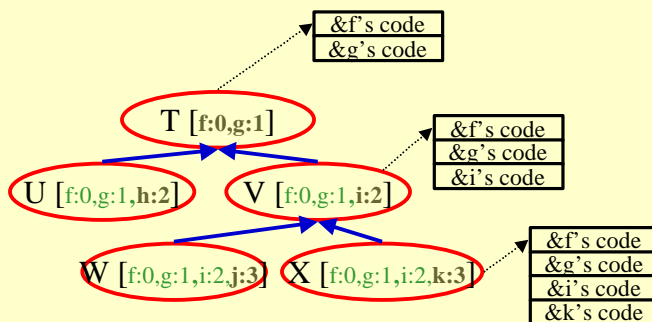 &f's code
&g's code
T [f:0,g:1]
&f's code
&g's code
&i's code
U [f:0,g:1,h:2]
V [f:0,g:1,i:2]
W [f:0,g:1,i:2,j:3]
X [f:0,g:1,i:2,k:3]
&f's code
&g's code
&i's code
&k's code